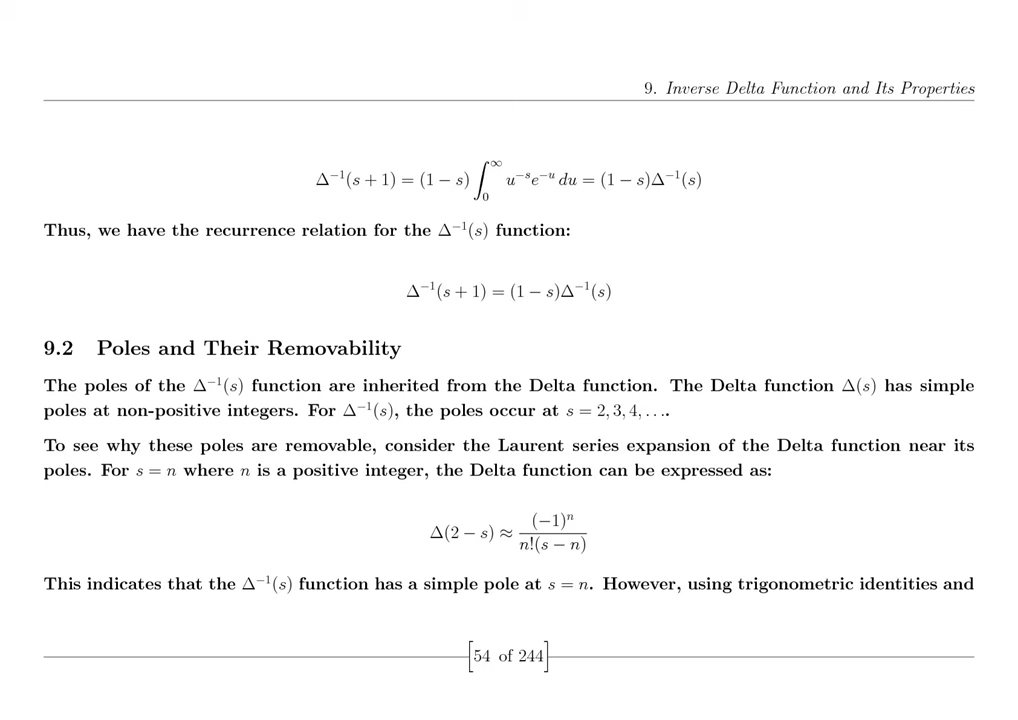 9. Inverse Delta Function and Its Properties
Δ⁻¹(s + 1) = (1 − s) ∫₀^∞ u⁻ˢe⁻ᵘ du = (1 − s)Δ⁻¹(s)
Thus, we have the recurrence relation for the Δ⁻¹(s) function:
Δ⁻¹(s + 1) = (1 − s)Δ⁻¹(s)
9.2 Poles and Their Removability
The poles of the Δ⁻¹(s) function are inherited from the Delta function. The Delta function Δ(s) has simple
poles at non-positive integers. For Δ⁻¹(s), the poles occur at s = 2, 3, 4, . . ..
To see why these poles are removable, consider the Laurent series expansion of the Delta function near its
poles. For s = n where n is a positive integer, the Delta function can be expressed as:
Δ(2 − s) ≈ (−1)ⁿ / n!(s − n)
This indicates that the Δ⁻¹(s) function has a simple pole at s = n. However, using trigonometric identities and
[54 of 244]